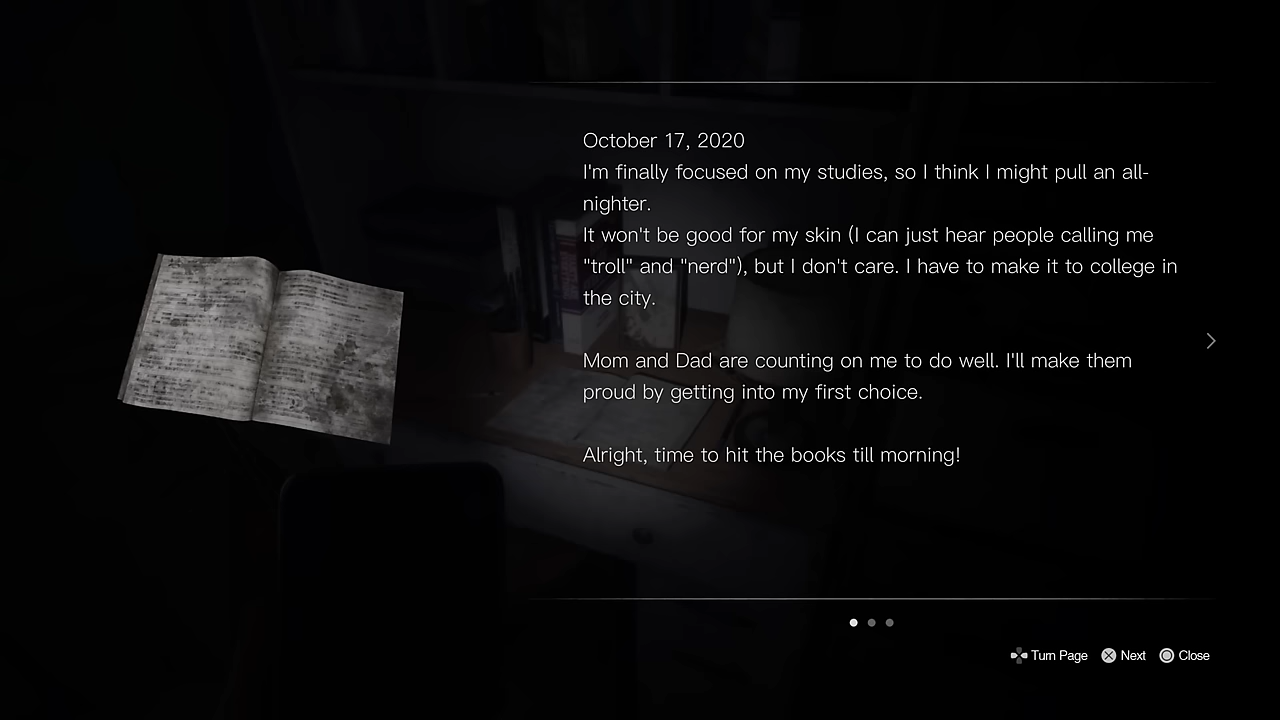 October 17, 2020
I'm finally focused on my studies, so I think I might pull an all-
nighter.
It won't be good for my skin (I can just hear people calling me
"troll" and "nerd"), but I don't care. I have to make it to college in
the city.
Mom and Dad are counting on me to do well. I'll make them
proud by getting into my first choice.
Alright, time to hit the books till morning!
Turn Page Next Close